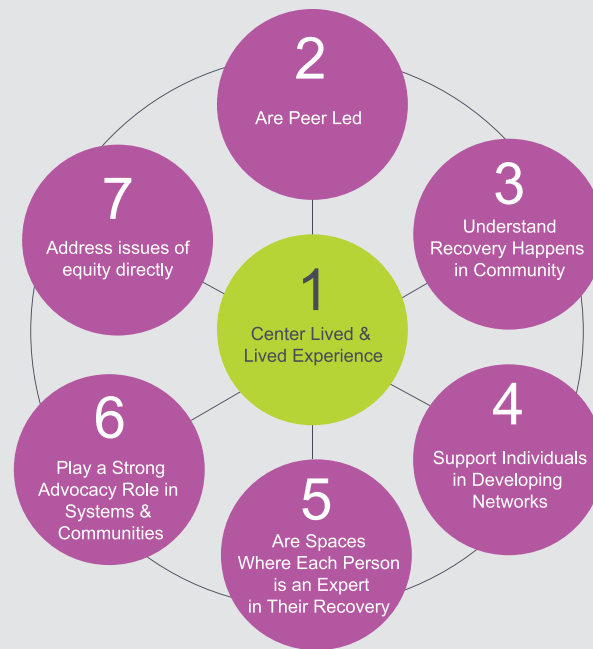 1
Center Lived &
Lived Experience
2
Are Peer Led
3
Understand
Recovery Happens
in Community
4
Support Individuals
in Developing
Networks
5
Are Spaces
Where Each Person
is an Expert
in Their Recovery
6
Play a Strong
Advocacy Role in
Systems &
Communities
7
Address issues of
equity directly